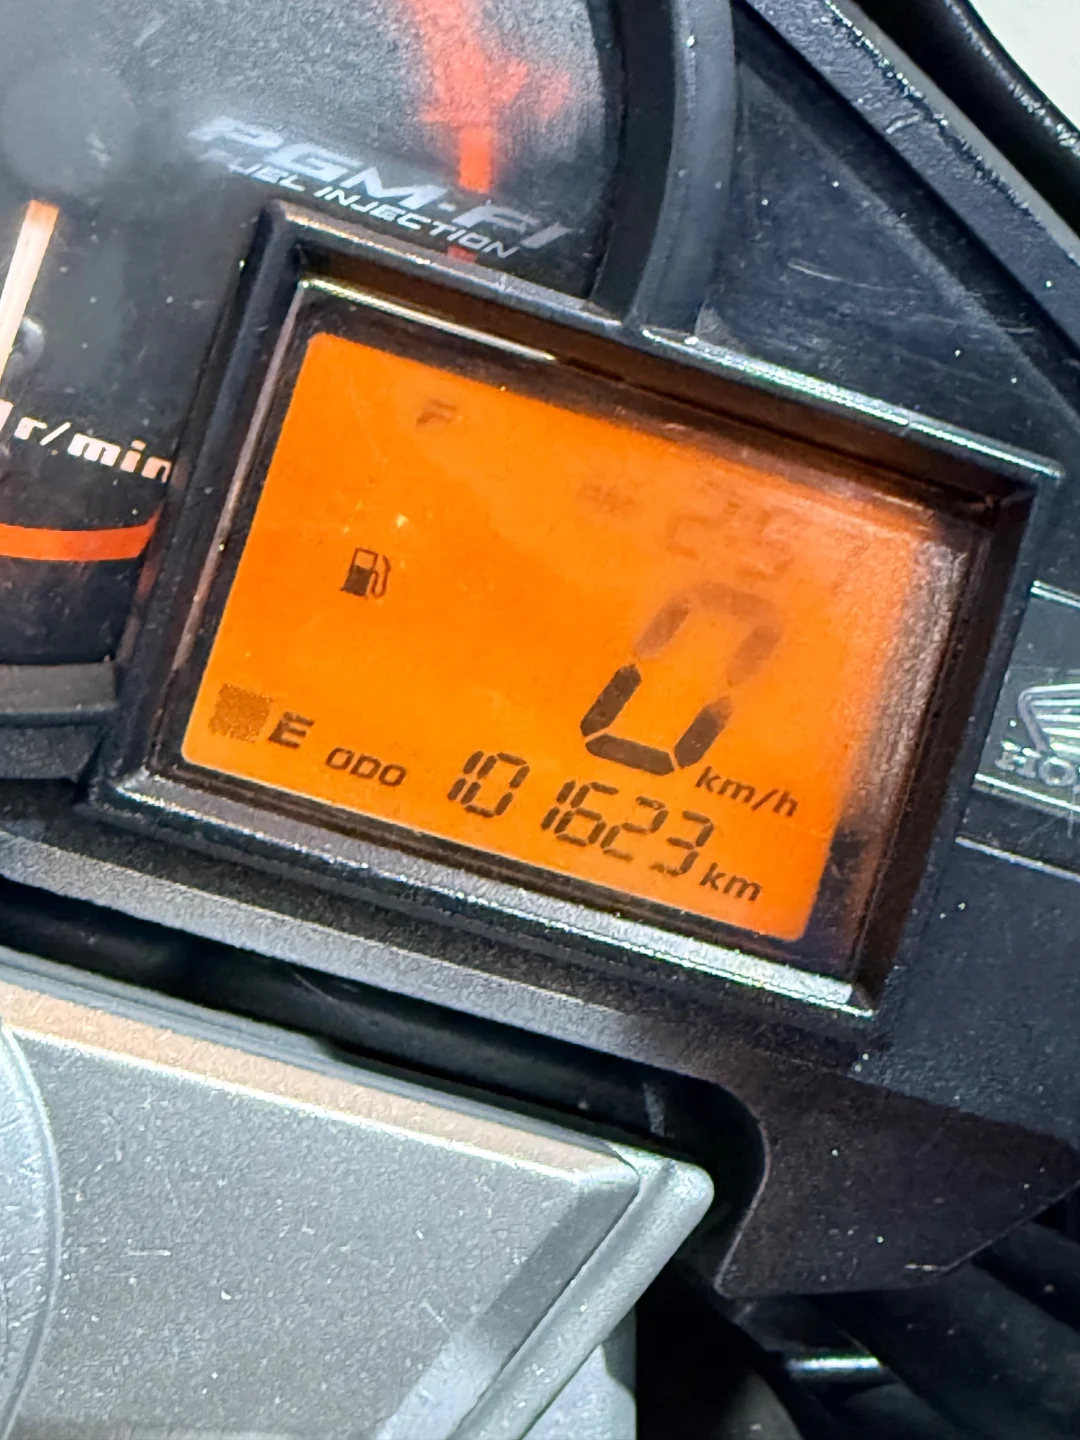 PGM-FI
FUEL INJECTION
r/min
F
E
0 km/h
ODO 101623 km